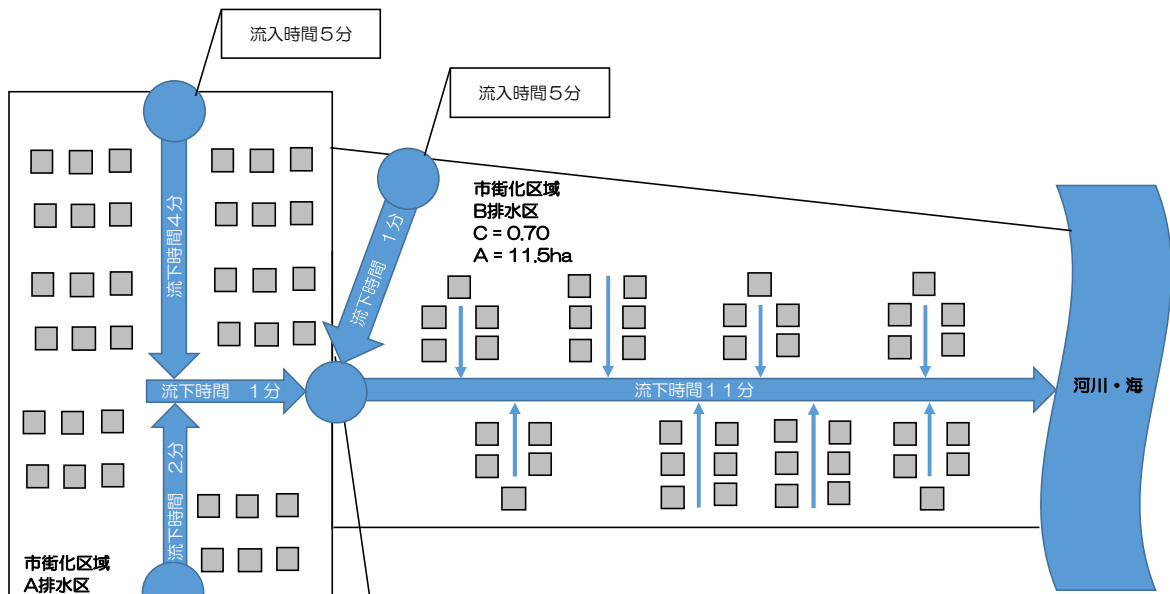 流入時間5分
流入時間5分
市街化区域
B排水区
C = 0.70
A = 11.5ha
流下時間4分
流下時間 1分
流下時間 1分
流下時間11分
河川・海
流下時間 2分
市街化区域
A排水区